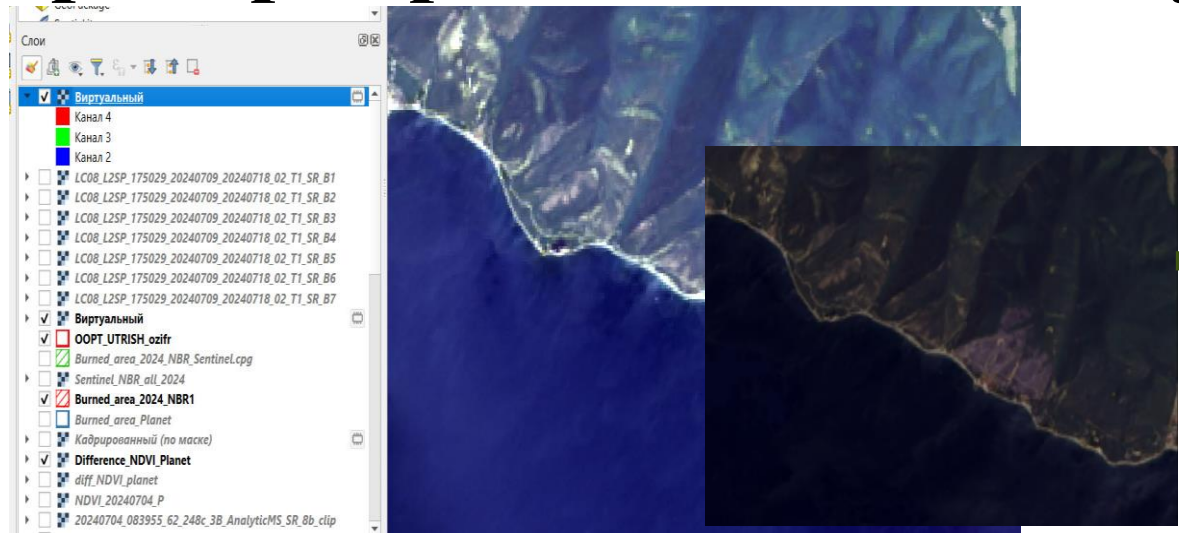 Слои
Виртуальный
Канал 4
Канал 3
Канал 2
LC08_L2SP_175029_20240709_20240718_02_T1_SR_B1
LC08_L2SP_175029_20240709_20240718_02_T1_SR_B2
LC08_L2SP_175029_20240709_20240718_02_T1_SR_B3
LC08_L2SP_175029_20240709_20240718_02_T1_SR_B4
LC08_L2SP_175029_20240709_20240718_02_T1_SR_B5
LC08_L2SP_175029_20240709_20240718_02_T1_SR_B6
LC08_L2SP_175029_20240709_20240718_02_T1_SR_B7
Виртуальный
OOPT_UTRISH_ozifr
Burned_area_2024_NBR_Sentinel.cpg
Sentinel_NBR_all_2024
Burned_area_2024_NBR1
Burned_area_Planet
Кадрированный (по маске)
Difference_NDVI_Planet
diff_NDVI_planet
NDVI_20240704_P
20240704_083955_62_248c_3B_AnalyticMS_SR_8b_clip